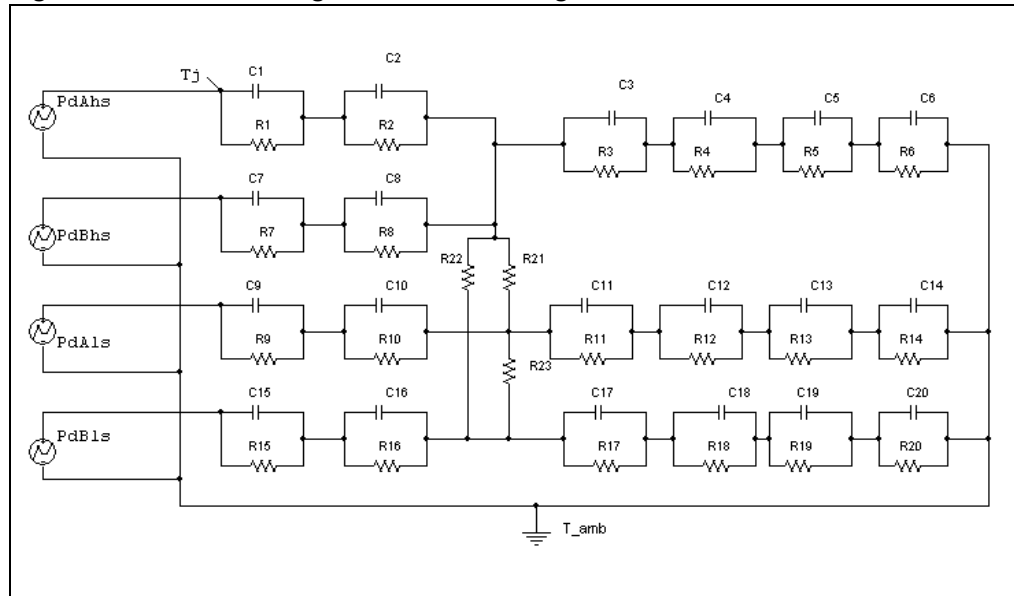 C1 C2 C3 C4 C5 C6
Tj
PdAhs
R1 R2 R3 R4 R5 R6
C7 C8
PdBhs
R7 R8
R22 R21
C9 C10 C11 C12 C13 C14
PdAls
R9 R10 R11 R12 R13 R14
R23
C15 C16 C17 C18 C19 C20
PdBls
R15 R16 R17 R18 R19 R20
T_amb